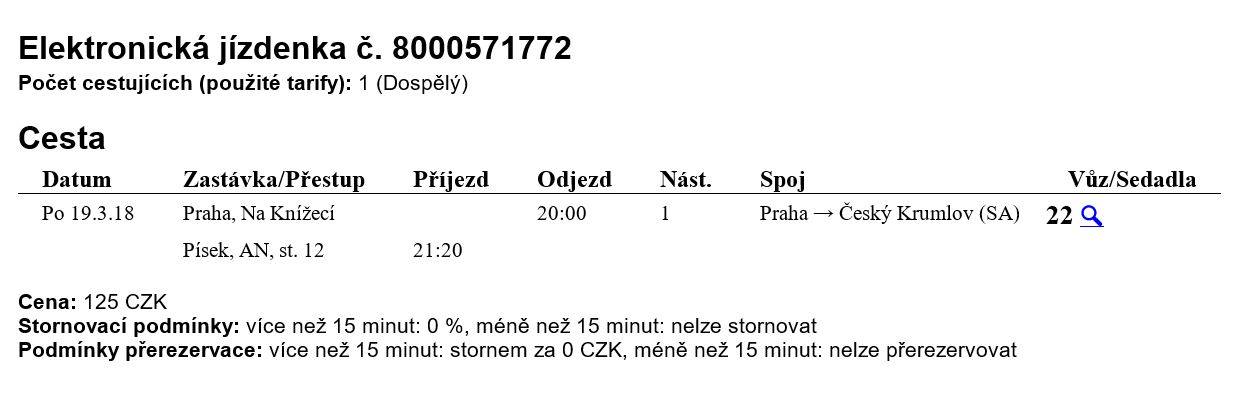 Elektronická jízdenka č. 8000571772
Počet cestujících (použité tarify): 1 (Dospělý)
Cesta
Datum Zastávka/Přestup Příjezd Odjezd Nást. Spoj Vůz/Sedadla
Po 19.3.18 Praha, Na Knížecí 20:00 1 Praha → Český Krumlov (SA) 22
Písek, AN, st. 12 21:20
Cena: 125 CZK
Stornovací podmínky: více než 15 minut: 0 %, méně než 15 minut: nelze stornovat
Podmínky přerezervace: více než 15 minut: stornem za 0 CZK, méně než 15 minut: nelze přerezervovat